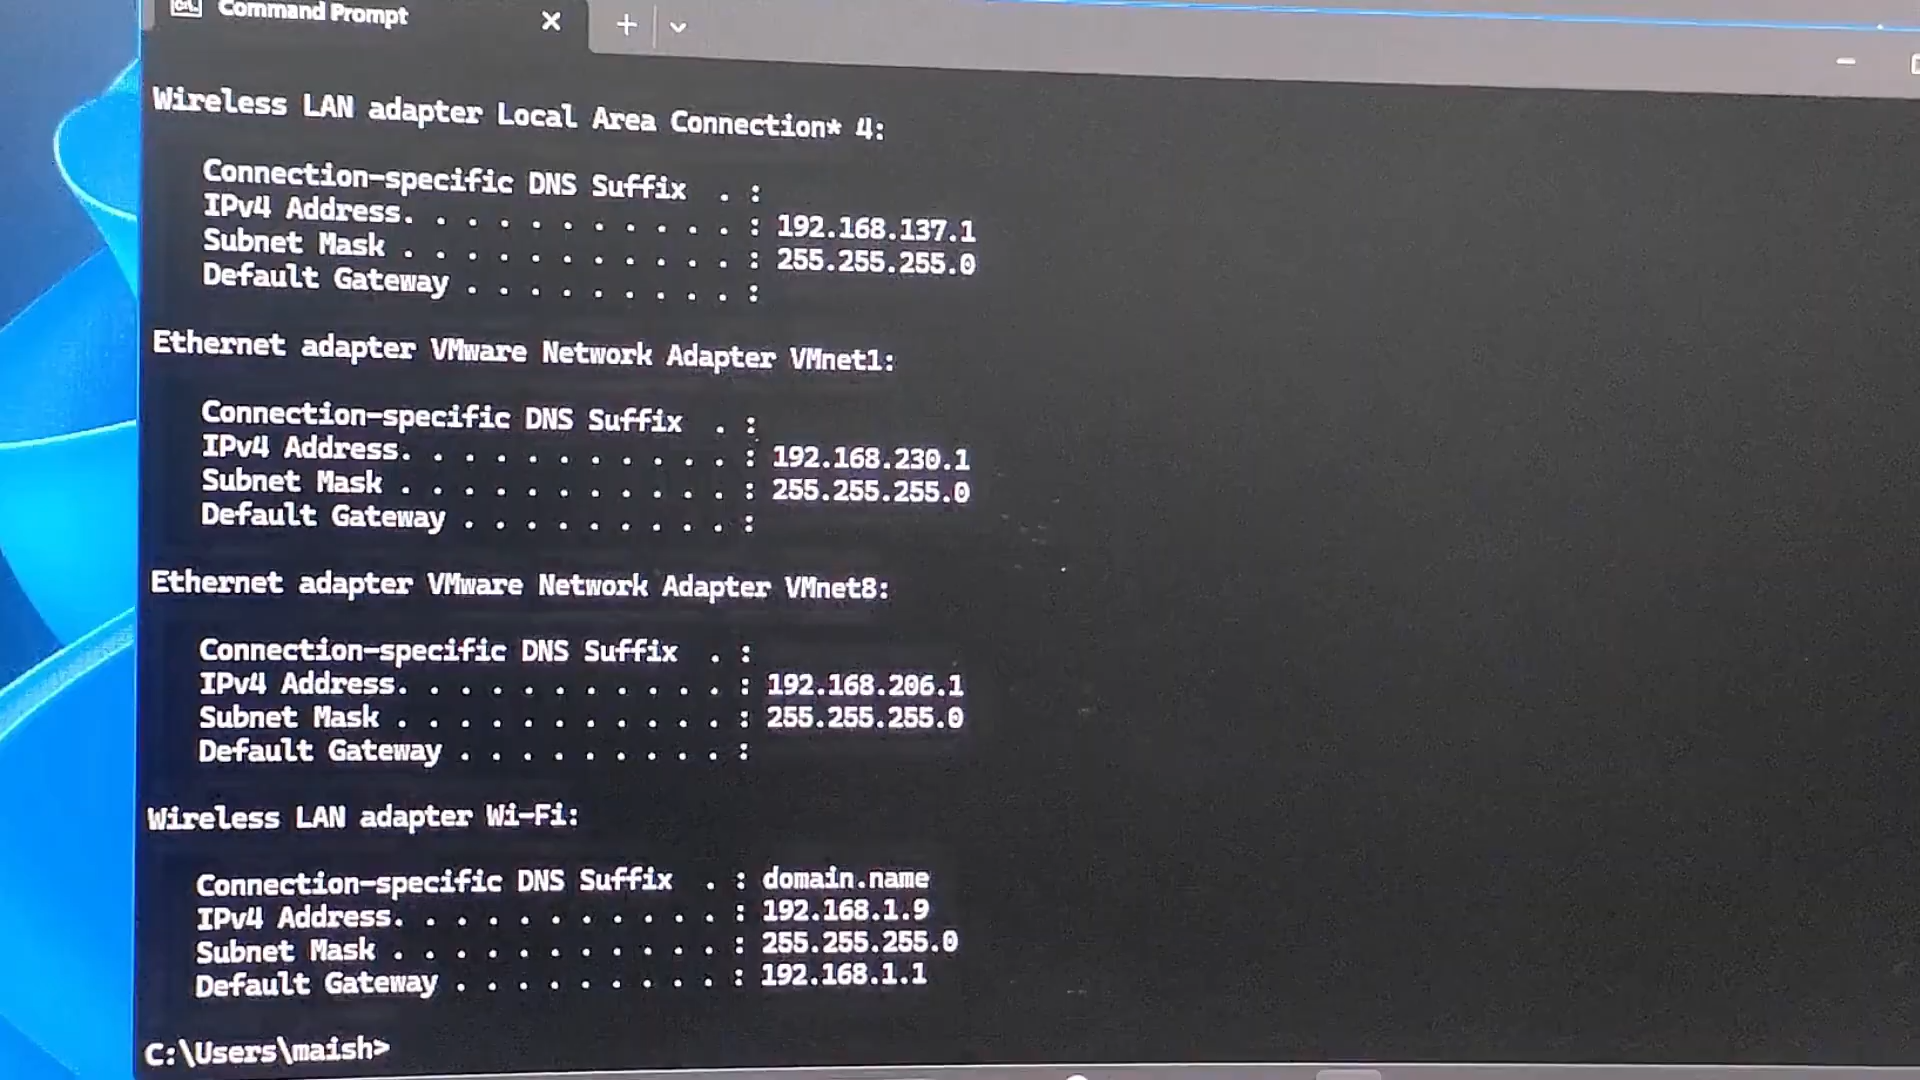 Command Prompt
Wireless LAN adapter Local Area Connection* 4:
Connection-specific DNS Suffix . :
IPv4 Address. . . . . . . . . . . : 192.168.137.1
Subnet Mask . . . . . . . . . . . : 255.255.255.0
Default Gateway . . . . . . . . . :
Ethernet adapter VMware Network Adapter VMnet1:
Connection-specific DNS Suffix . :
IPv4 Address. . . . . . . . . . . : 192.168.230.1
Subnet Mask . . . . . . . . . . . : 255.255.255.0
Default Gateway . . . . . . . . . :
Ethernet adapter VMware Network Adapter VMnet8:
Connection-specific DNS Suffix . :
IPv4 Address. . . . . . . . . . . : 192.168.206.1
Subnet Mask . . . . . . . . . . . : 255.255.255.0
Default Gateway . . . . . . . . . :
Wireless LAN adapter Wi-Fi:
Connection-specific DNS Suffix . : domain.name
IPv4 Address. . . . . . . . . . . : 192.168.1.9
Subnet Mask . . . . . . . . . . . : 255.255.255.0
Default Gateway . . . . . . . . . : 192.168.1.1
C:\Users\maish>